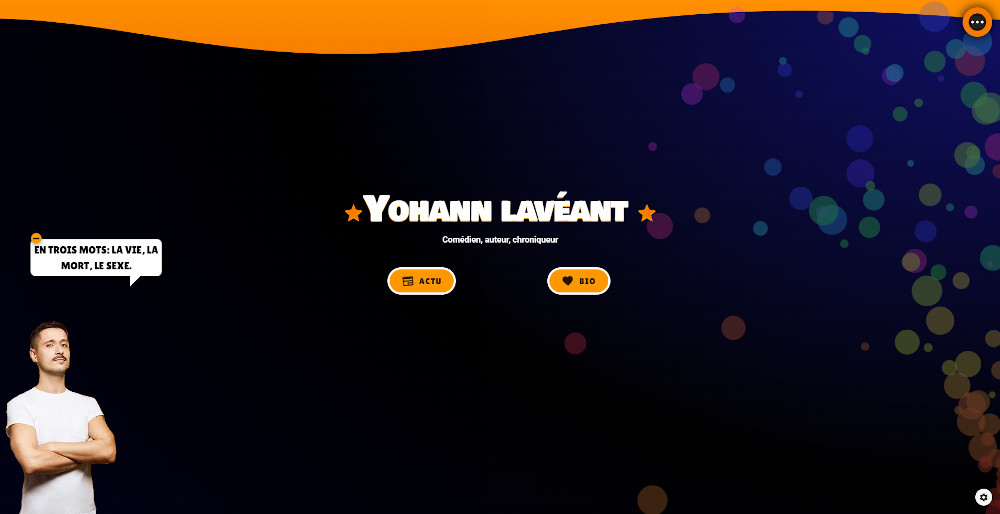 Yohann lavéant
Comédien, auteur, chroniqueur
EN TROIS MOTS: LA VIE, LA
MORT, LE SEXE.
ACTU
BIO